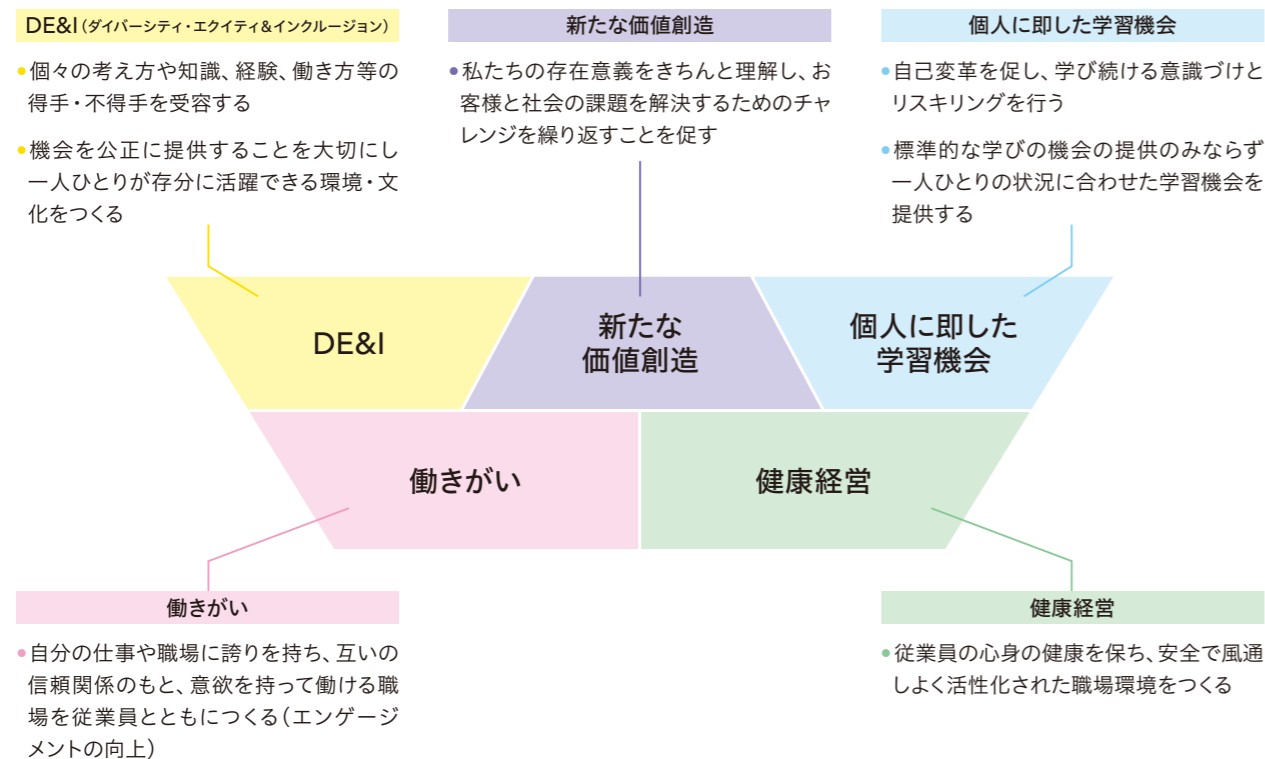 DE&I(ダイバーシティ・エクイティ&インクルージョン)
●個々の考え方や知識、経験、働き方等の
得手・不得手を受容する
●機会を公正に提供することを大切にし
一人ひとりが存分に活躍できる環境・文
化をつくる
新たな価値創造
●私たちの存在意義をきちんと理解し、お
客様と社会の課題を解決するためのチャ
レンジを繰り返すことを促す
個人に即した学習機会
●自己変革を促し、学び続ける意識づけと
リスキリングを行う
●標準的な学びの機会の提供のみならず
一人ひとりの状況に合わせた学習機会を
提供する
DE&I
新たな
価値創造
個人に即した
学習機会
働きがい
健康経営
働きがい
●自分の仕事や職場に誇りを持ち、互いの
信頼関係のもと、意欲を持って働ける職
場を従業員とともにつくる(エンゲージ
メントの向上)
健康経営
●従業員の心身の健康を保ち、安全で風通
しよく活性化された職場環境をつくる